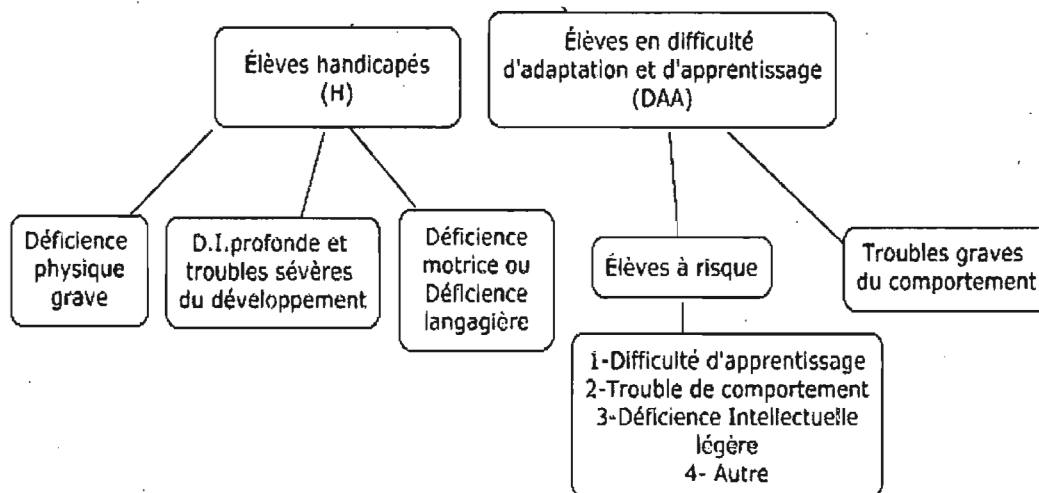 Élèves handicapés
(H)
Élèves en difficulté
d'adaptation et d'apprentissage
(DAA)
Déficience
physique
grave
D.I.profonde et
troubles sévères
du développement
Déficience
motrice ou
Déficience
langagière
Élèves à risque
Troubles graves
du comportement
1-Difficulté d'apprentissage
2-Trouble de comportement
3-Déficience Intellectuelle
légère
4- Autre